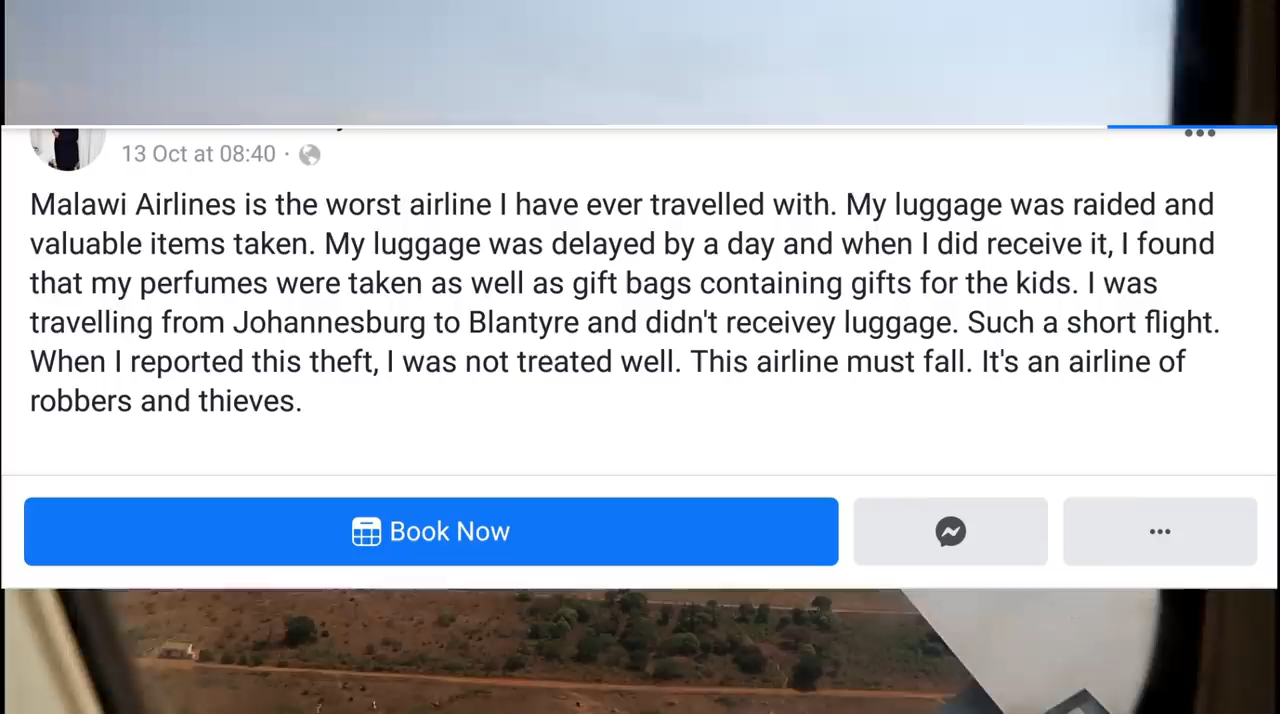 13 Oct at 08:40 ·
Malawi Airlines is the worst airline I have ever travelled with. My luggage was raided and
valuable items taken. My luggage was delayed by a day and when I did receive it, I found
that my perfumes were taken as well as gift bags containing gifts for the kids. I was
travelling from Johannesburg to Blantyre and didn't receivey luggage. Such a short flight.
When I reported this theft, I was not treated well. This airline must fall. It's an airline of
robbers and thieves.
Book Now